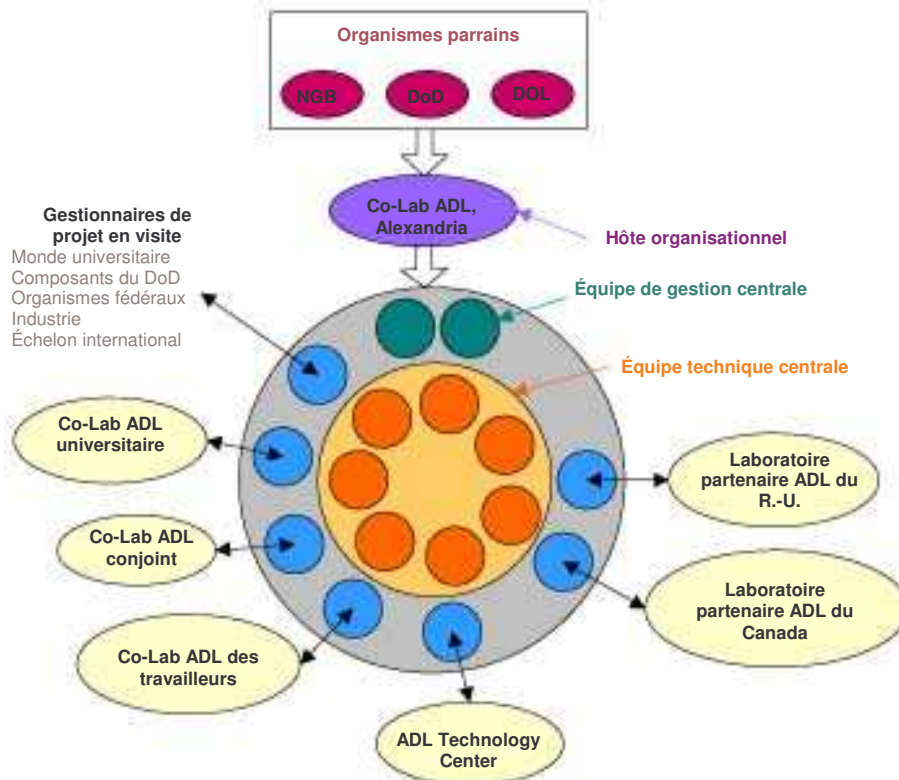 Organismes parrains
NGB
DoD
DOL
Co-Lab ADL,
Alexandria
Hôte organisationnel
Gestionnaires de
projet en visite
Monde universitaire
Composants du DoD
Organismes fédéraux
Industrie
Échelon international
Équipe de gestion centrale
Équipe technique centrale
Co-Lab ADL
universitaire
Co-Lab ADL
conjoint
Co-Lab ADL des
travailleurs
ADL Technology
Center
Laboratoire
partenaire ADL du
R.-U.
Laboratoire
partenaire ADL du
Canada